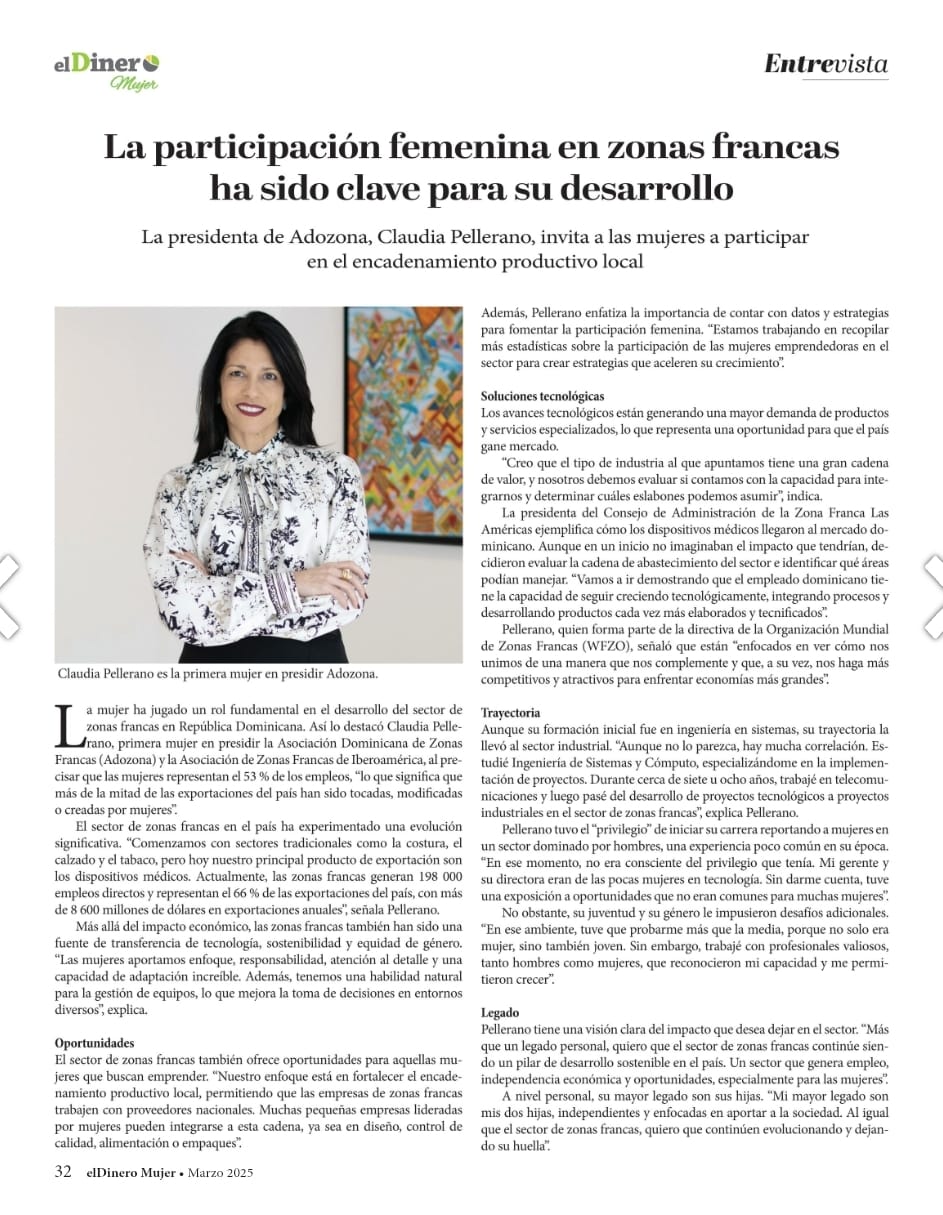 elDinero
Mujer
Entrevista
La participación femenina en zonas francas
ha sido clave para su desarrollo
La presidenta de Adozona, Claudia Pellerano, invita a las mujeres a participar
en el encadenamiento productivo local
Claudia Pellerano es la primera mujer en presidir Adozona.
La mujer ha jugado un rol fundamental en el desarrollo del sector de
zonas francas en República Dominicana. Así lo destacó Claudia Pelle-
rano, primera mujer en presidir la Asociación Dominicana de Zonas
Francas (Adozona) y la Asociación de Zonas Francas de Iberoamérica, al pre-
cisar que las mujeres representan el 53 % de los empleos, “lo que significa que
más de la mitad de las exportaciones del país han sido tocadas, modificadas
o creadas por mujeres”.
El sector de zonas francas en el país ha experimentado una evolución
significativa. “Comenzamos con sectores tradicionales como la costura, el
calzado y el tabaco, pero hoy nuestro principal producto de exportación son
los dispositivos médicos. Actualmente, las zonas francas generan 198 000
empleos directos y representan el 66 % de las exportaciones del país, con más
de 8 600 millones de dólares en exportaciones anuales”, señala Pellerano.
Más allá del impacto económico, las zonas francas también han sido una
fuente de transferencia de tecnología, sostenibilidad y equidad de género.
“Las mujeres aportamos enfoque, responsabilidad, atención al detalle y una
capacidad de adaptación increíble. Además, tenemos una habilidad natural
para la gestión de equipos, lo que mejora la toma de decisiones en entornos
diversos”, explica.
Oportunidades
El sector de zonas francas también ofrece oportunidades para aquellas mu-
jeres que buscan emprender. “Nuestro enfoque está en fortalecer el encade-
namiento productivo local, permitiendo que las empresas de zonas francas
trabajen con proveedores nacionales. Muchas pequeñas empresas lideradas
por mujeres pueden integrarse a esta cadena, ya sea en diseño, control de
calidad, alimentación o empaques”.
Además, Pellerano enfatiza la importancia de contar con datos y estrategias
para fomentar la participación femenina. “Estamos trabajando en recopilar
más estadísticas sobre la participación de las mujeres emprendedoras en el
sector para crear estrategias que aceleren su crecimiento”.
Soluciones tecnológicas
Los avances tecnológicos están generando una mayor demanda de productos
y servicios especializados, lo que representa una oportunidad para que el país
gane mercado.
“Creo que el tipo de industria al que apuntamos tiene una gran cadena
de valor, y nosotros debemos evaluar si contamos con la capacidad para inte-
grarnos y determinar cuáles eslabones podemos asumir”, indica.
La presidenta del Consejo de Administración de la Zona Franca Las
Américas ejemplifica cómo los dispositivos médicos llegaron al mercado do-
minicano. Aunque en un inicio no imaginaban el impacto que tendrían, de-
cidieron evaluar la cadena de abastecimiento del sector e identificar qué áreas
podían manejar. “Vamos a ir demostrando que el empleado dominicano tie-
ne la capacidad de seguir creciendo tecnológicamente, integrando procesos y
desarrollando productos cada vez más elaborados y tecnificados”.
Pellerano, quien forma parte de la directiva de la Organización Mundial
de Zonas Francas (WFZO), señaló que están “enfocados en ver cómo nos
unimos de una manera que nos complemente y que, a su vez, nos haga más
competitivos y atractivos para enfrentar economías más grandes”.
Trayectoria
Aunque su formación inicial fue en ingeniería en sistemas, su trayectoria la
llevó al sector industrial. “Aunque no lo parezca, hay mucha correlación. Es-
tudié Ingeniería de Sistemas y Cómputo, especializándome en la implemen-
tación de proyectos. Durante cerca de siete u ocho años, trabajé en telecomu-
nicaciones y luego pasé del desarrollo de proyectos tecnológicos a proyectos
industriales en el sector de zonas francas”, explica Pellerano.
Pellerano tuvo el “privilegio” de iniciar su carrera reportando a mujeres en
un sector dominado por hombres, una experiencia poco común en su época.
“En ese momento, no era consciente del privilegio que tenía. Mi gerente y
su directora eran de las pocas mujeres en tecnología. Sin darme cuenta, tuve
una exposición a oportunidades que no eran comunes para muchas mujeres”.
No obstante, su juventud y su género le impusieron desafíos adicionales.
“En ese ambiente, tuve que probarme más que la media, porque no solo era
mujer, sino también joven. Sin embargo, trabajé con profesionales valiosos,
tanto hombres como mujeres, que reconocieron mi capacidad y me permi-
tieron crecer”.
Legado
Pellerano tiene una visión clara del impacto que desea dejar en el sector. “Más
que un legado personal, quiero que el sector de zonas francas continúe sien-
do un pilar de desarrollo sostenible en el país. Un sector que genera empleo,
independencia económica y oportunidades, especialmente para las mujeres”.
A nivel personal, su mayor legado son sus hijas. “Mi mayor legado son
mis dos hijas, independientes y enfocadas en aportar a la sociedad. Al igual
que el sector de zonas francas, quiero que continúen evolucionando y dejan-
do su huella”.
32 elDinero Mujer • Marzo 2025